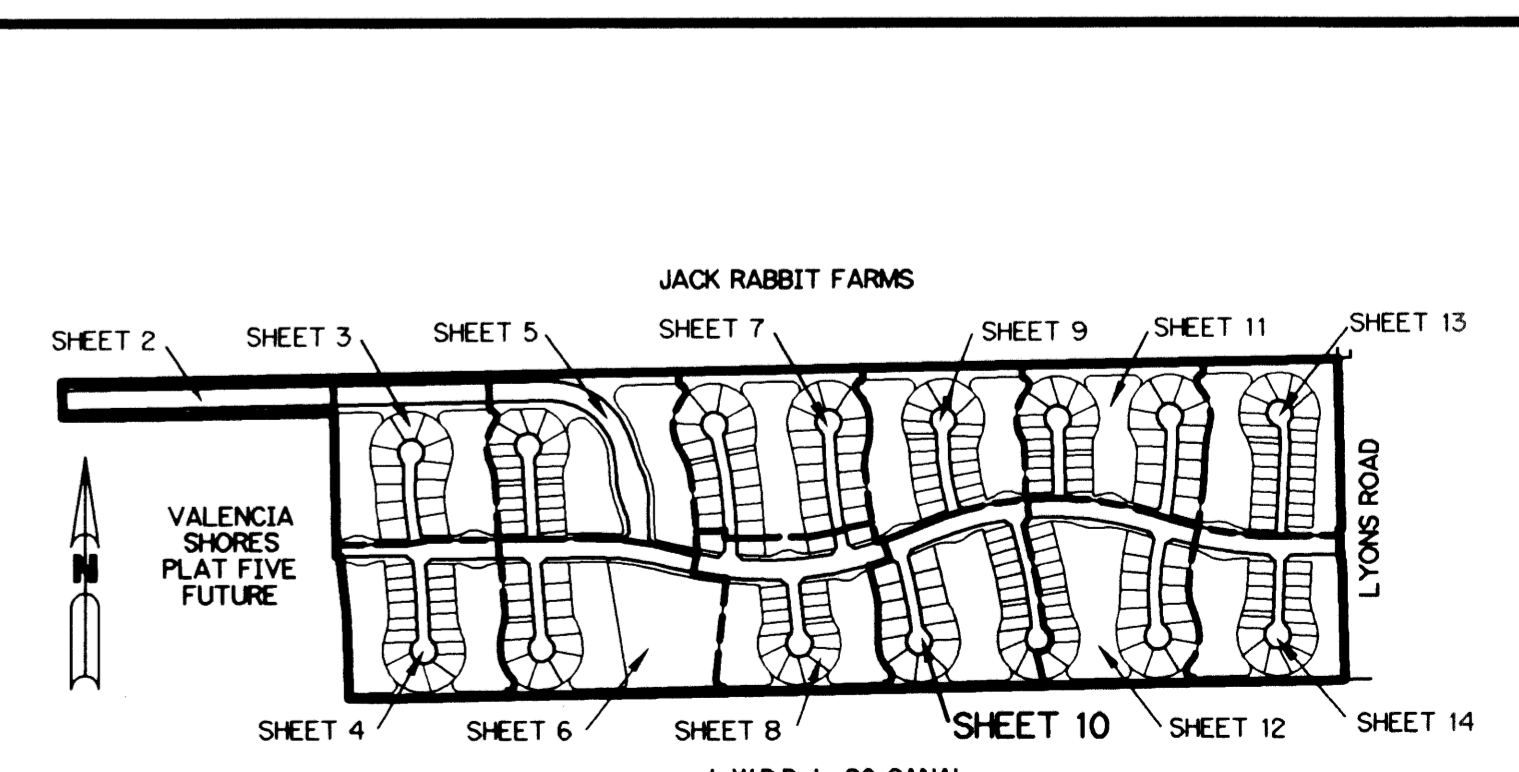 JACK RABBIT FARMS
SHEET 2
SHEET 3
SHEET 5
SHEET 7
SHEET 9
SHEET 11
SHEET 13
LYONS ROAD
VALENCIA
SHORES
PLAT FIVE
FUTURE
N
SHEET 4
SHEET 6
SHEET 8
SHEET 10
SHEET 12
SHEET 14
CANAL